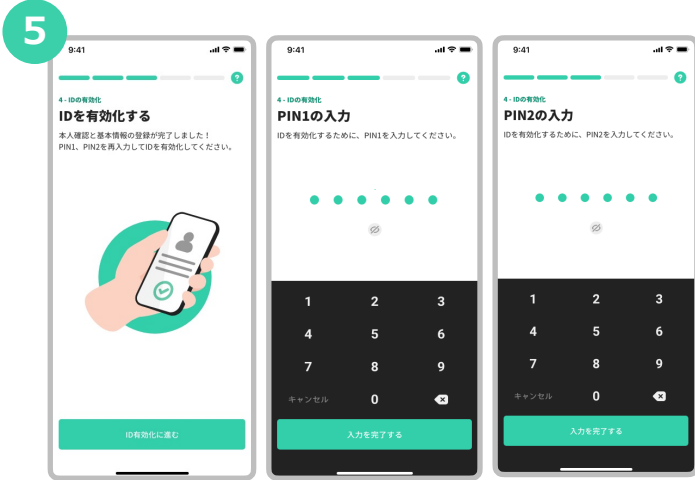 5
9:41
?
4 - IDの有効化
IDを有効化する
本人確認と基本情報の登録が完了しました！
PIN1、PIN2を再入力してIDを有効化してください。
ID有効化に進む
9:41
?
4 - IDの有効化
PIN1の入力
IDを有効化するために、PIN1を入力してください。
1 2 3
4 5 6
7 8 9
キャンセル 0
入力を完了する
9:41
?
4 - IDの有効化
PIN2の入力
IDを有効化するために、PIN2を入力してください。
1 2 3
4 5 6
7 8 9
キャンセル 0
入力を完了する